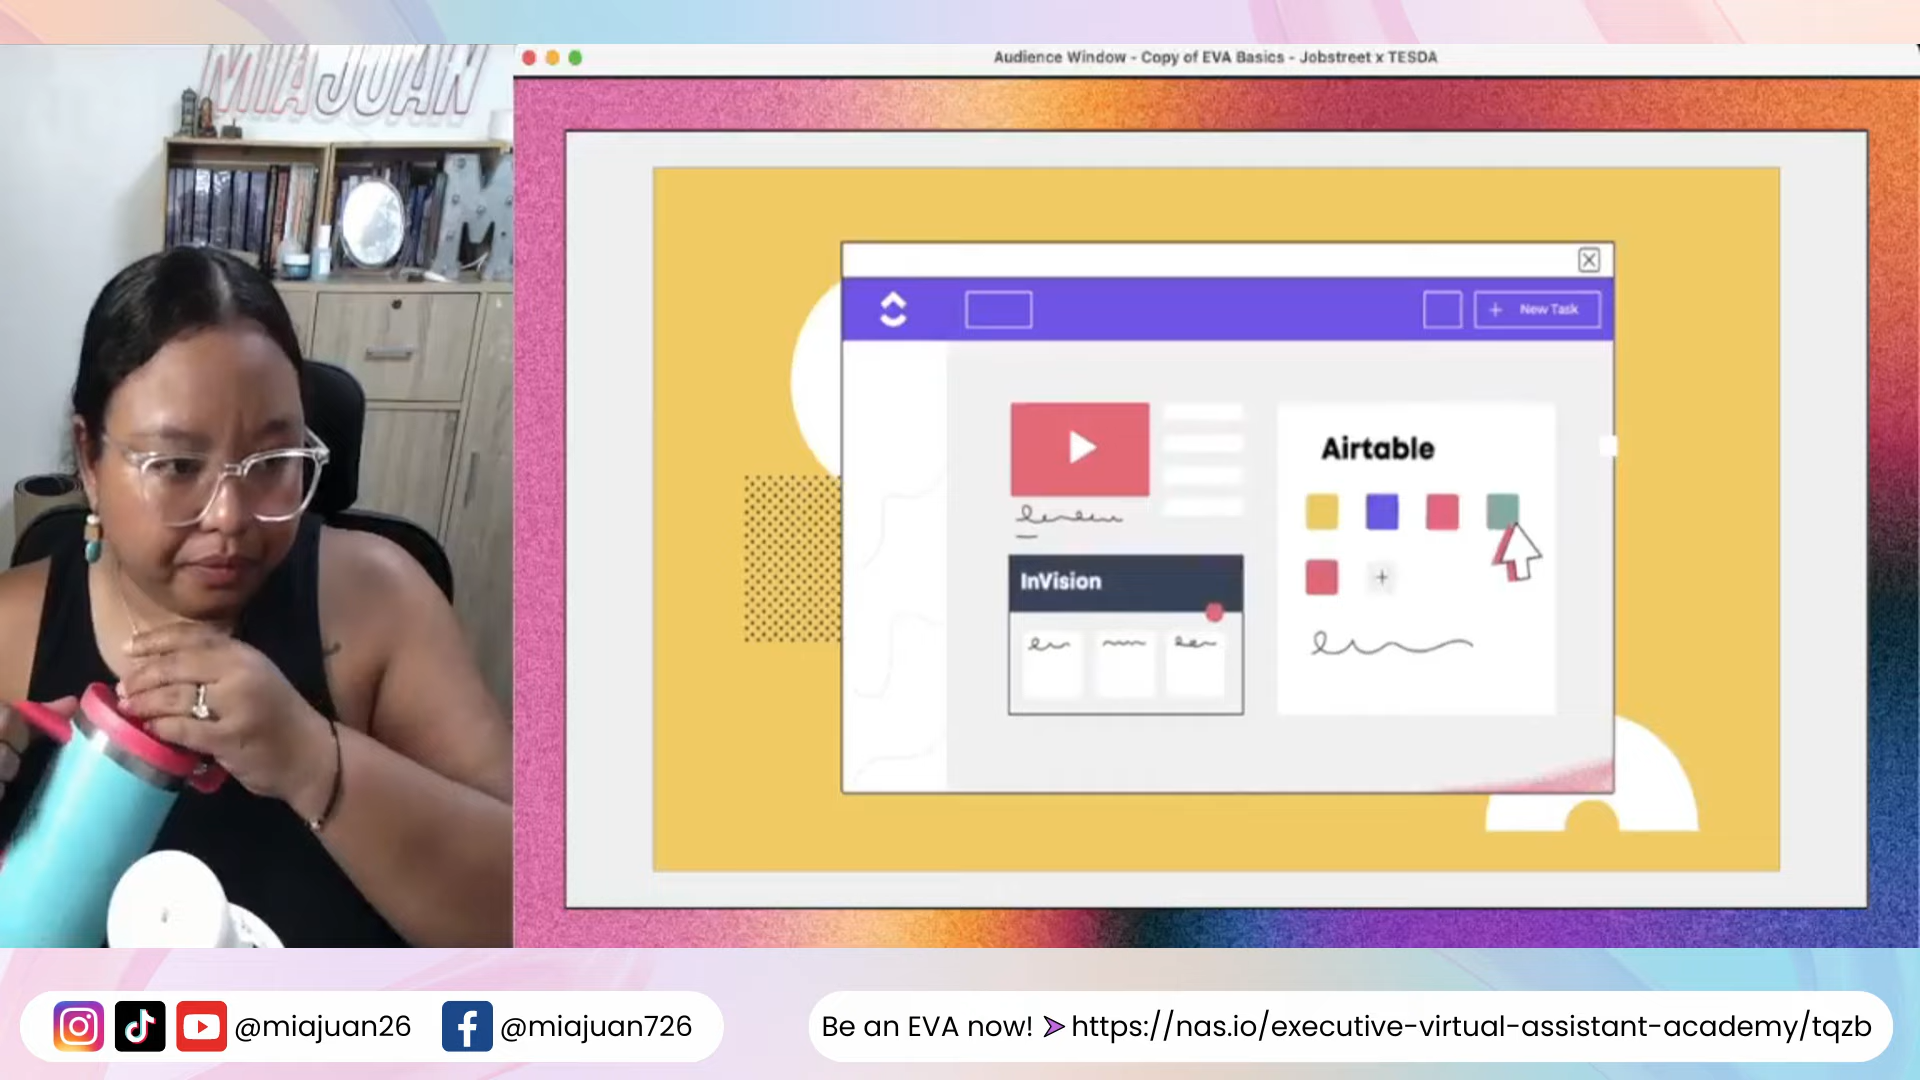 MIAJUAN
M
Audience Window - Copy of EVA Basics - Jobstreet x TESDA
+ New Task
Airtable
+
InVision
@miajuan26
@miajuan726
Be an EVA now! ➤ https://nas.io/executive-virtual-assistant-academy/tqzb